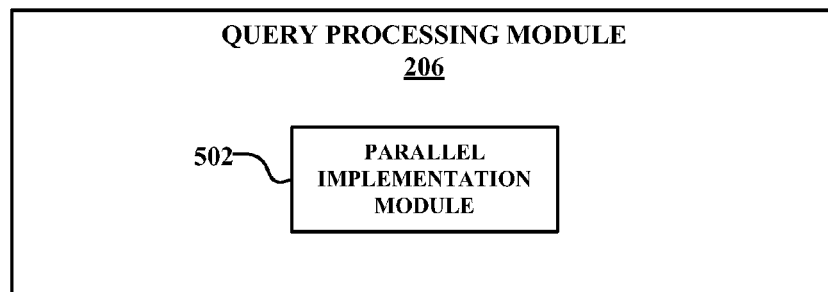 QUERY PROCESSING MODULE
206
502
PARALLEL
IMPLEMENTATION
MODULE